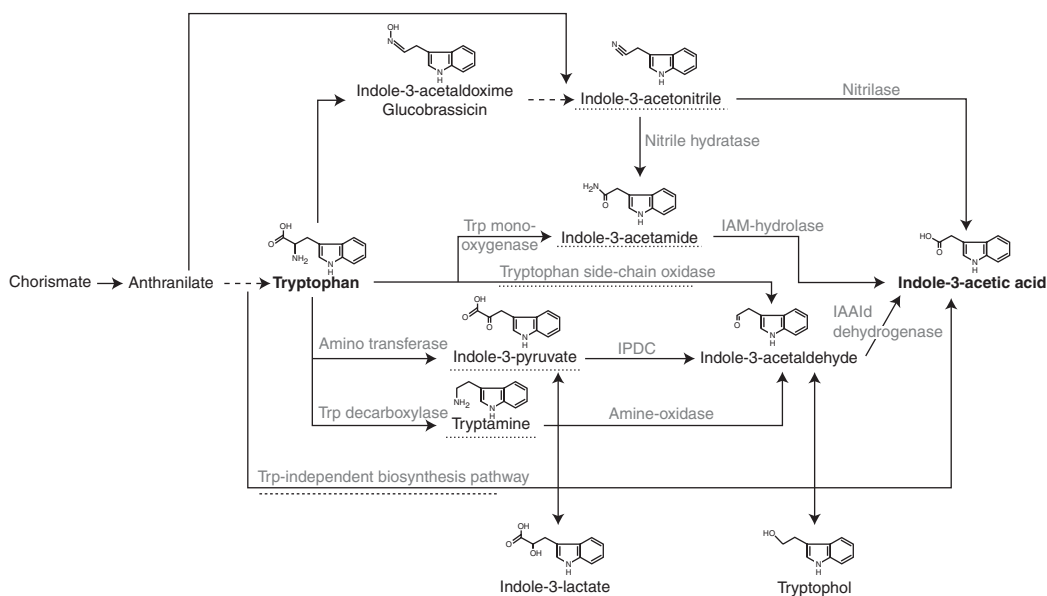 OH
N
N
N
H
N
H
Indole-3-acetaldoxime
Glucobrassicin
Indole-3-acetonitrile
Nitrilase
Nitrile hydratase
H2N
O
N
H
OH
O
NH2
N
H
Trp mono-
oxygenase
Indole-3-acetamide
IAM-hydrolase
HO
O
N
H
Chorismate
Anthranilate
Tryptophan
Tryptophan side-chain oxidase
Indole-3-acetic acid
OH
O
O
N
H
O
N
H
IAAld
dehydrogenase
Amino transferase
Indole-3-pyruvate
IPDC
Indole-3-acetaldehyde
NH2
N
H
Trp decarboxylase
Tryptamine
Amine-oxidase
Trp-independent biosynthesis pathway
OH
O
OH
N
H
HO
N
H
Indole-3-lactate
Tryptophol